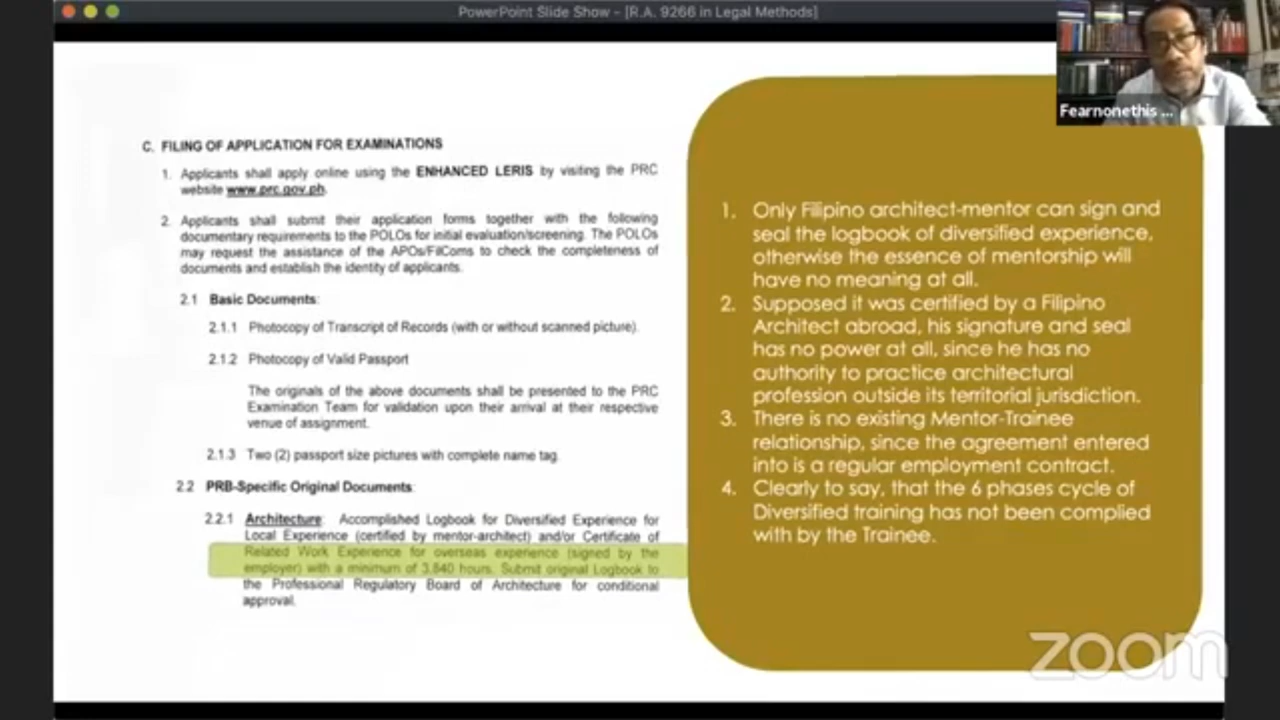 PowerPoint Slide Show - [R.A. 9266 in Legal Methods]
Fearnonethis ...
C. FILING OF APPLICATION FOR EXAMINATIONS
1. Applicants shall apply online using the ENHANCED LERIS by visiting the PRC
website www.prc.gov.ph.
2. Applicants shall submit their application forms together with the following
documentary requirements to the POLOs for initial evaluation/screening. The POLOs
may request the assistance of the APOs/FilComs to check the completeness of
documents and establish the identity of applicants.
2.1 Basic Documents:
2.1.1 Photocopy of Transcript of Records (with or without scanned picture).
2.1.2 Photocopy of Valid Passport
The originals of the above documents shall be presented to the PRC
Examination Team for validation upon their arrival at their respective
venue of assignment.
2.1.3 Two (2) passport size pictures with complete name tag.
2.2 PRB-Specific Original Documents:
2.2.1 Architecture: Accomplished Logbook for Diversified Experience for
Local Experience (certified by mentor-architect) and/or Certificate of
Related Work Experience for overseas experience (signed by the
employer) with a minimum of 3,840 hours. Submit original Logbook to
the Professional Regulatory Board of Architecture for conditional
approval.
1. Only Filipino architect-mentor can sign and
seal the logbook of diversified experience,
otherwise the essence of mentorship will
have no meaning at all.
2. Supposed it was certified by a Filipino
Architect abroad, his signature and seal
has no power at all, since he has no
authority to practice architectural
profession outside its territorial jurisdiction.
3. There is no existing Mentor-Trainee
relationship, since the agreement entered
into is a regular employment contract.
4. Clearly to say, that the 6 phases cycle of
Diversified training has not been complied
with by the Trainee.
zoom